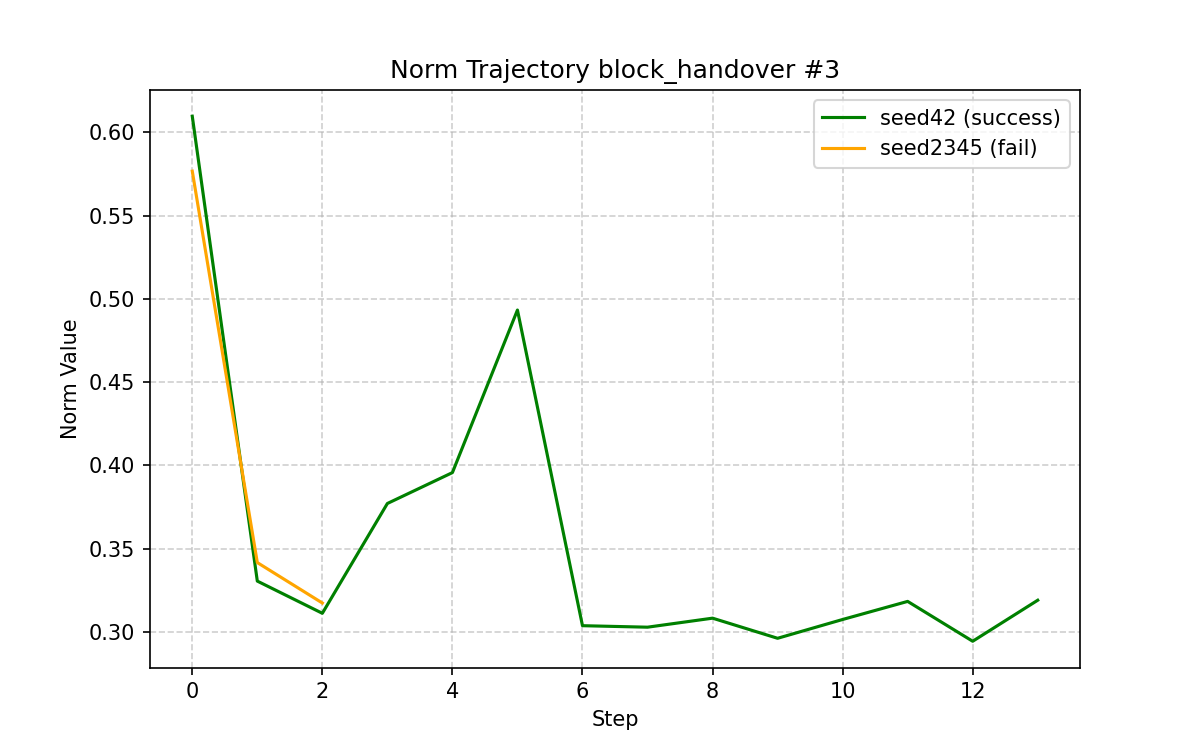 Norm Trajectory block_handover #3
seed42 (success)
seed2345 (fail)
Norm Value
0.60
0.55
0.50
0.45
0.40
0.35
0.30
0 2 4 6 8 10 12
Step